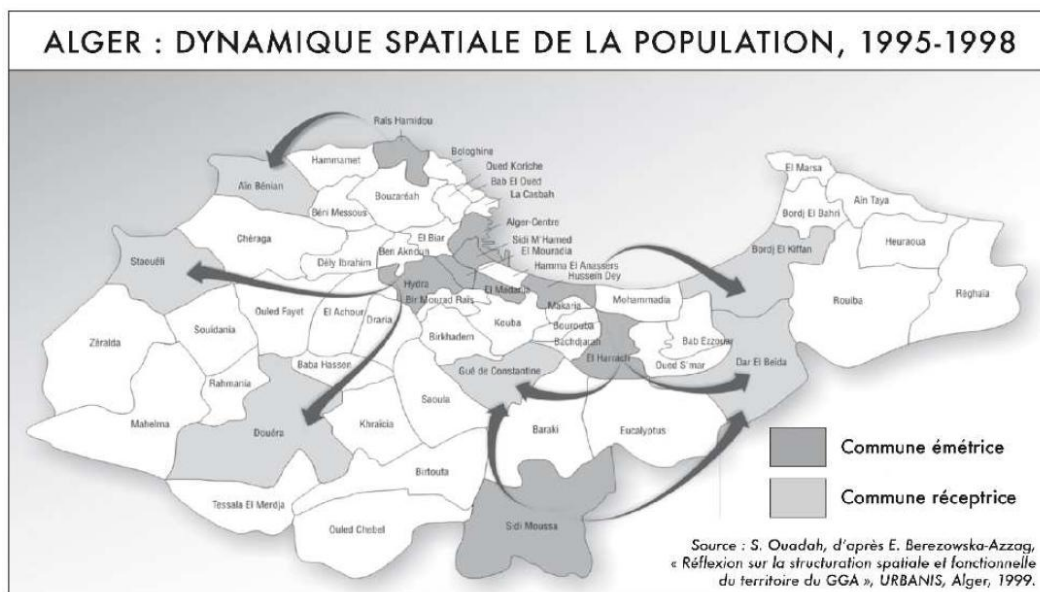 ALGER : DYNAMIQUE SPATIALE DE LA POPULATION, 1995-1998
Raïs Hamidou
Hammamet
Bologhine
Oued Koriche
Bab El Oued
La Casbah
Aïn Bénian
Bouzaréah
Béni Messous
Alger-Centre
El Biar
Sidi M'Hamed
El Mouradia
Chéraga
Ben Aknoun
Dély Ibrahim
Staouéli
Hamma El Anassers
Hussein Dey
Hydra
El Madania
Bir Mourad Raïs
El Marsa
Aïn Taya
Bordj El Bahri
Bordj El Kiffan
Heuraoua
Réghaïa
Rouiba
Mohammadia
Makaria
Bourouba
Bachdjarah
Kouba
Birkhadem
Ouled Fayet
El Achour
Draria
Souidania
Zéralda
Baba Hassen
Rahmania
Bab Ezzouar
El Harrach
Oued S'mar
Dar El Beïda
Gué de Constantine
Saoula
Mahelma
Douéra
Khraïcia
Baraki
Eucalyptus
Birtouta
Tessala El Merdja
Ouled Chebel
Sidi Moussa
Commune émétrice
Commune réceptrice
Source : S. Ouadah, d'après E. Berezowska-Azzag,
« Réflexion sur la structuration spatiale et fonctionnelle
du territoire du GGA », URBANIS, Alger, 1999.